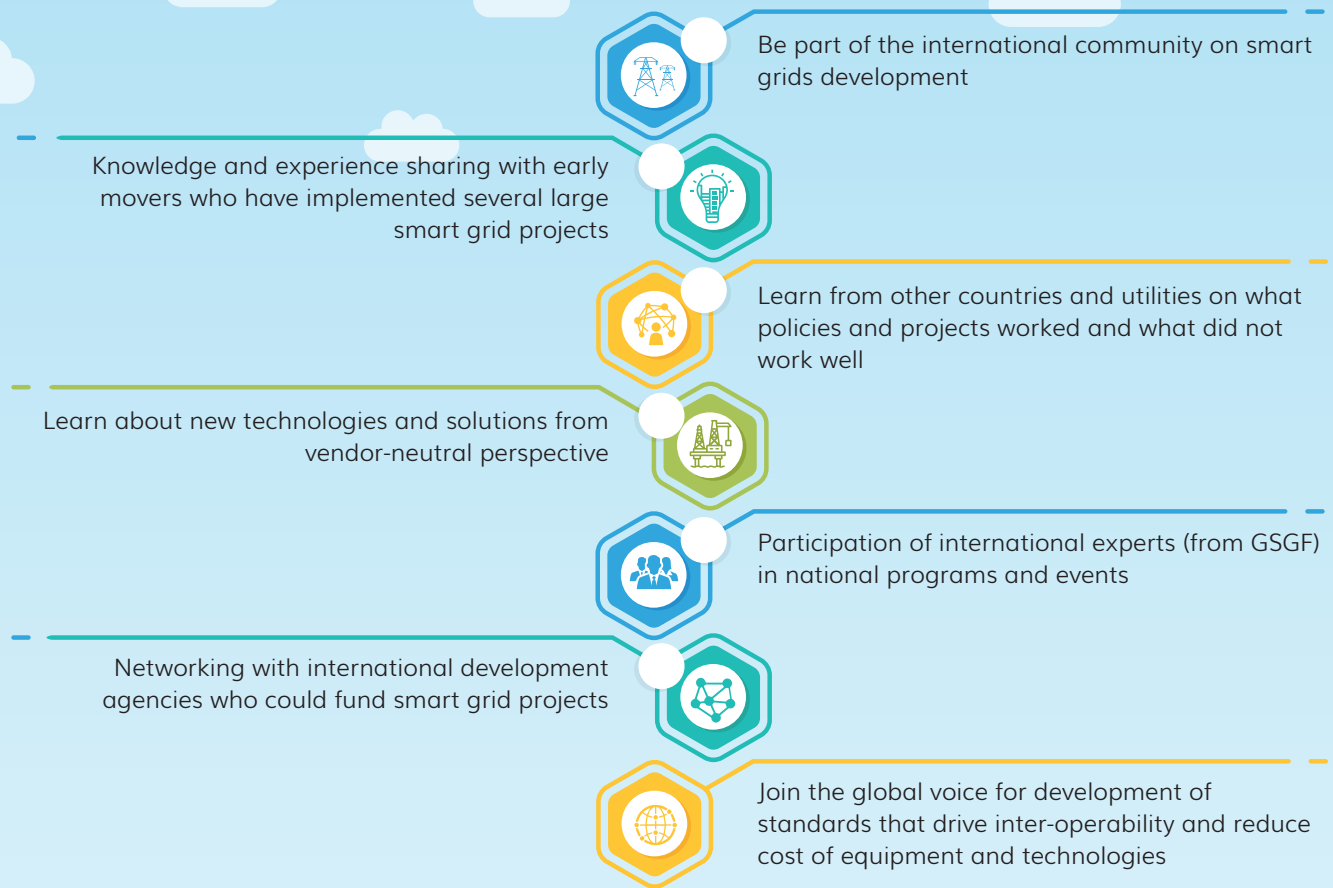 Be part of the international community on smart
grids development
Knowledge and experience sharing with early
movers who have implemented several large
smart grid projects
Learn from other countries and utilities on what
policies and projects worked and what did not
work well
Learn about new technologies and solutions from
vendor-neutral perspective
Participation of international experts (from GSGF)
in national programs and events
Networking with international development
agencies who could fund smart grid projects
Join the global voice for development of
standards that drive inter-operability and reduce
cost of equipment and technologies